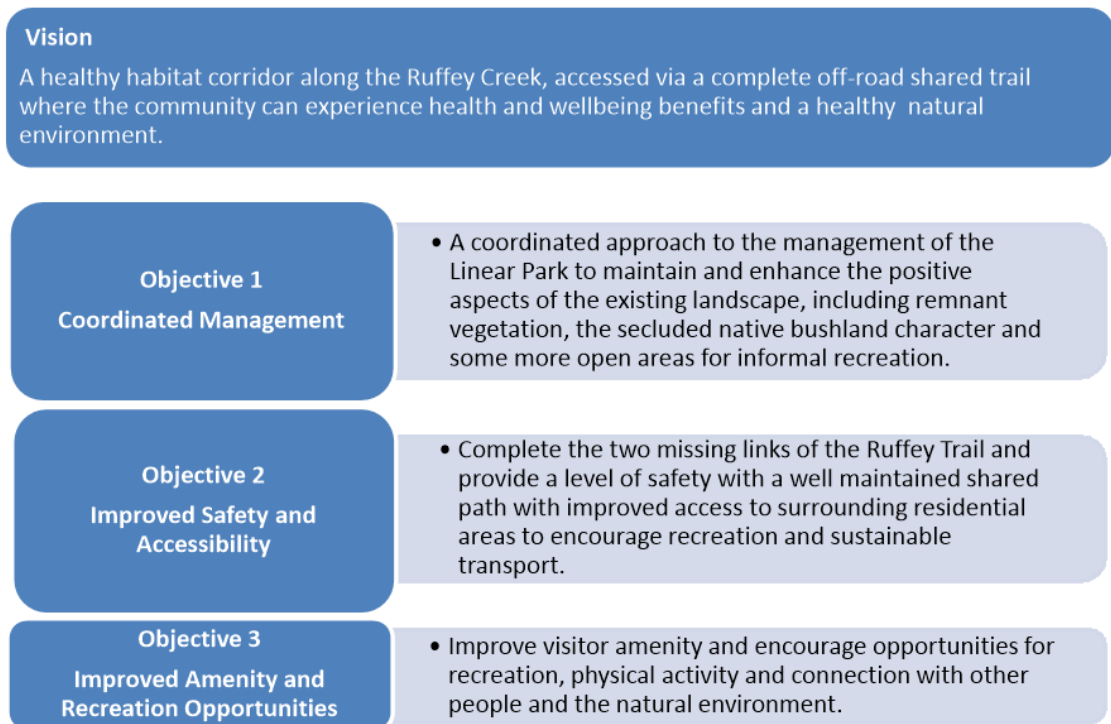 Vision
A healthy habitat corridor along the Ruffey Creek, accessed via a complete off-road shared trail
where the community can experience health and wellbeing benefits and a healthy natural
environment.
Objective 1
Coordinated Management
• A coordinated approach to the management of the
Linear Park to maintain and enhance the positive
aspects of the existing landscape, including remnant
vegetation, the secluded native bushland character and
some more open areas for informal recreation.
Objective 2
Improved Safety and
Accessibility
• Complete the two missing links of the Ruffey Trail and
provide a level of safety with a well maintained shared
path with improved access to surrounding residential
areas to encourage recreation and sustainable
transport.
Objective 3
Improved Amenity and
Recreation Opportunities
• Improve visitor amenity and encourage opportunities for
recreation, physical activity and connection with other
people and the natural environment.